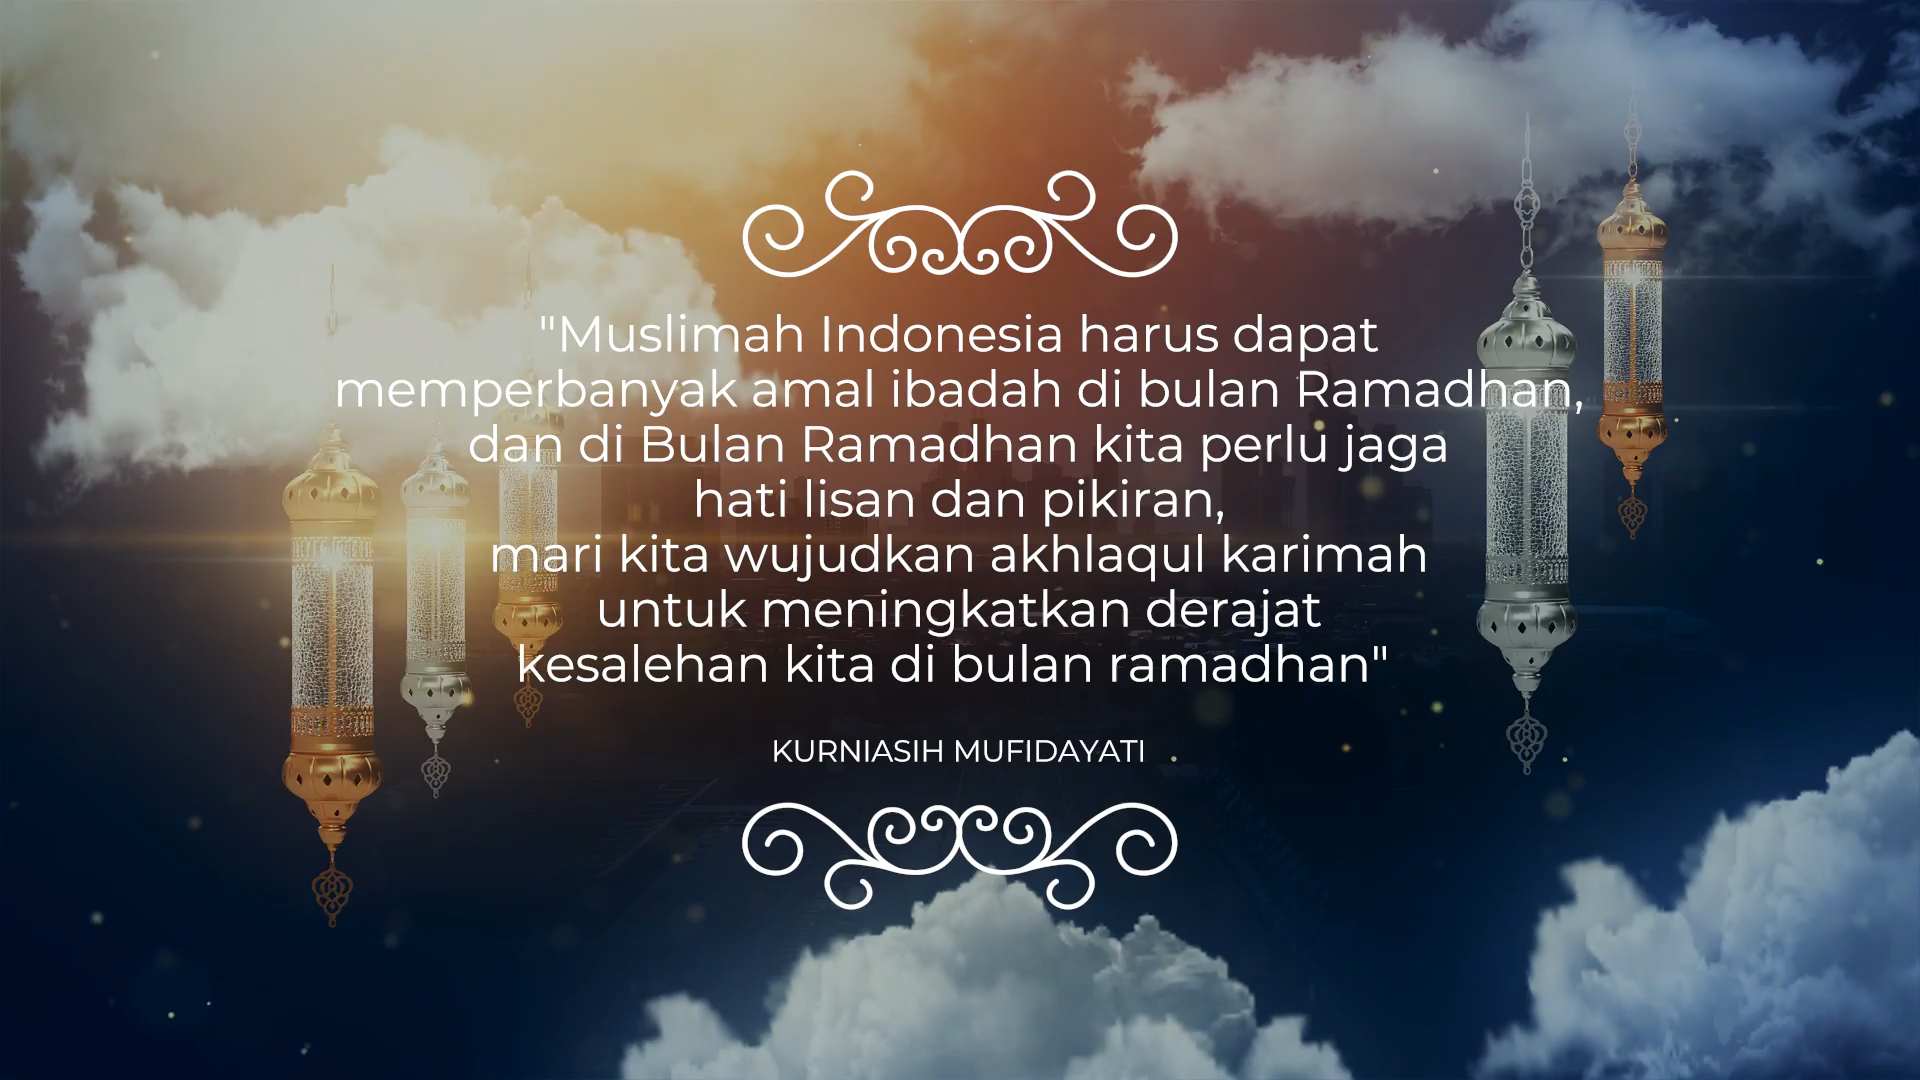 "Muslimah Indonesia harus dapat
memperbanyak amal ibadah di bulan Ramadhan,
dan di Bulan Ramadhan kita perlu jaga
hati lisan dan pikiran,
mari kita wujudkan akhlaqul karimah
untuk meningkatkan derajat
kesalehan kita di bulan ramadhan"
KURNIASIH MUFIDAYATI